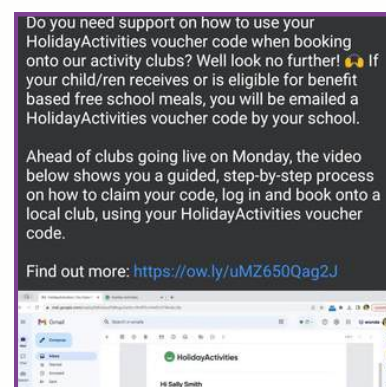 Do you need support on how to use your
HolidayActivities voucher code when booking
onto our activity clubs? Well look no further! 🙌 If
your child/ren receives or is eligible for benefit
based free school meals, you will be emailed a
HolidayActivities voucher code by your school.
Ahead of clubs going live on Monday, the video
below shows you a guided, step-by-step process
on how to claim your code, log in and book onto a
local club, using your HolidayActivities voucher
code.
Find out more: https://ow.ly/uMZ650Qag2J
Gmail
Compose
Inbox
HolidayActivities
Hi Sally Smith